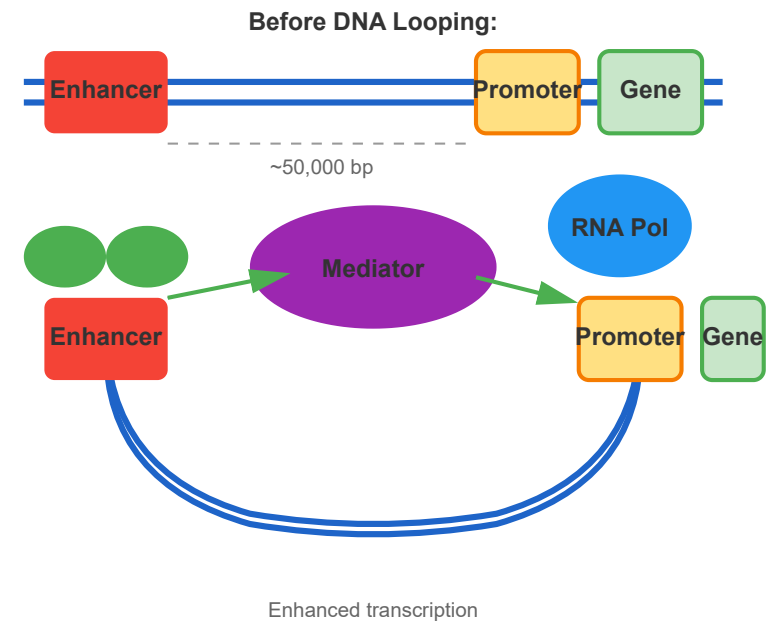 Before DNA Looping:
Enhancer
Promoter
Gene
~50,000 bp
RNA Pol
Mediator
Enhancer
Promoter
Gene
Enhanced transcription